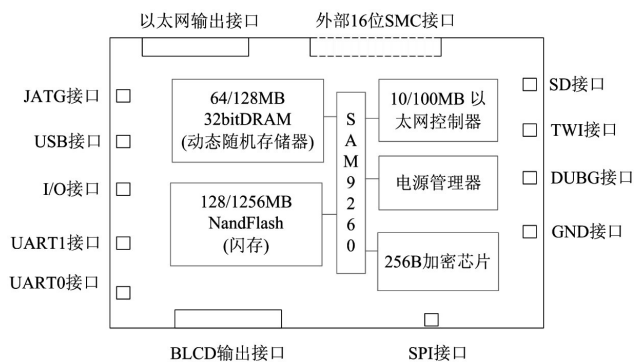 以太网输出接口
外部16位SMC接口
JATG接口
USB接口
I/O接口
UART1接口
UART0接口
64/128MB
32bitDRAM
(动态随机存储器)
128/1256MB
NandFlash
(闪存)
SAM9260
10/100MB 以
太网控制器
电源管理器
256B加密芯片
SD接口
TWI接口
DUBG接口
GND接口
BLCD输出接口
SPI接口